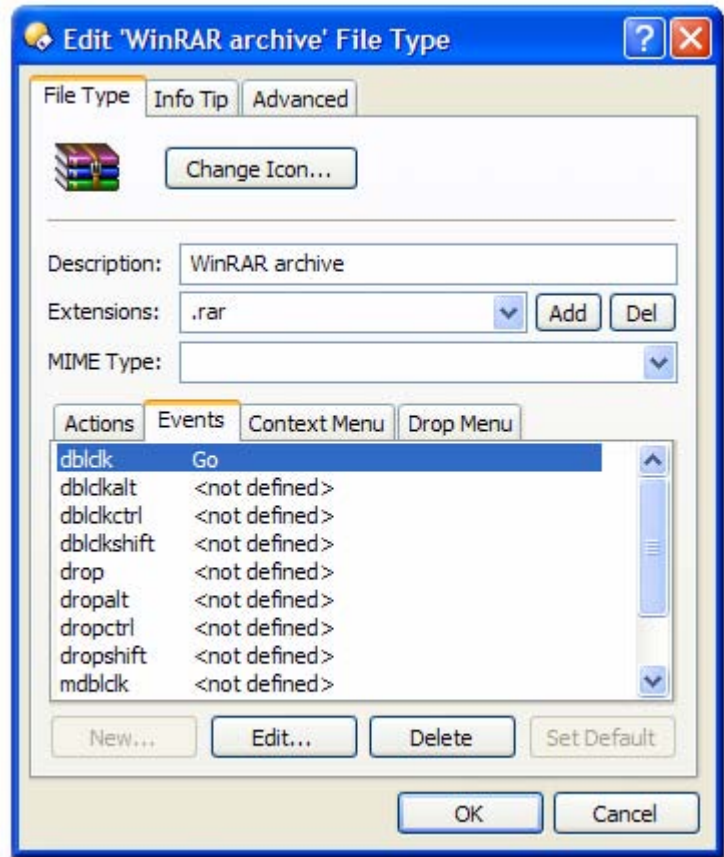 Edit 'WinRAR archive' File Type
File Type Info Tip Advanced
Change Icon...
Description: WinRAR archive
Extensions: .rar Add Del
MIME Type:
Actions Events Context Menu Drop Menu
dblclk Go
dblclkalt <not defined>
dblclkctrl <not defined>
dblclkshift <not defined>
drop <not defined>
dropalt <not defined>
dropctrl <not defined>
dropshift <not defined>
mdblclk <not defined>
New... Edit... Delete Set Default
OK Cancel